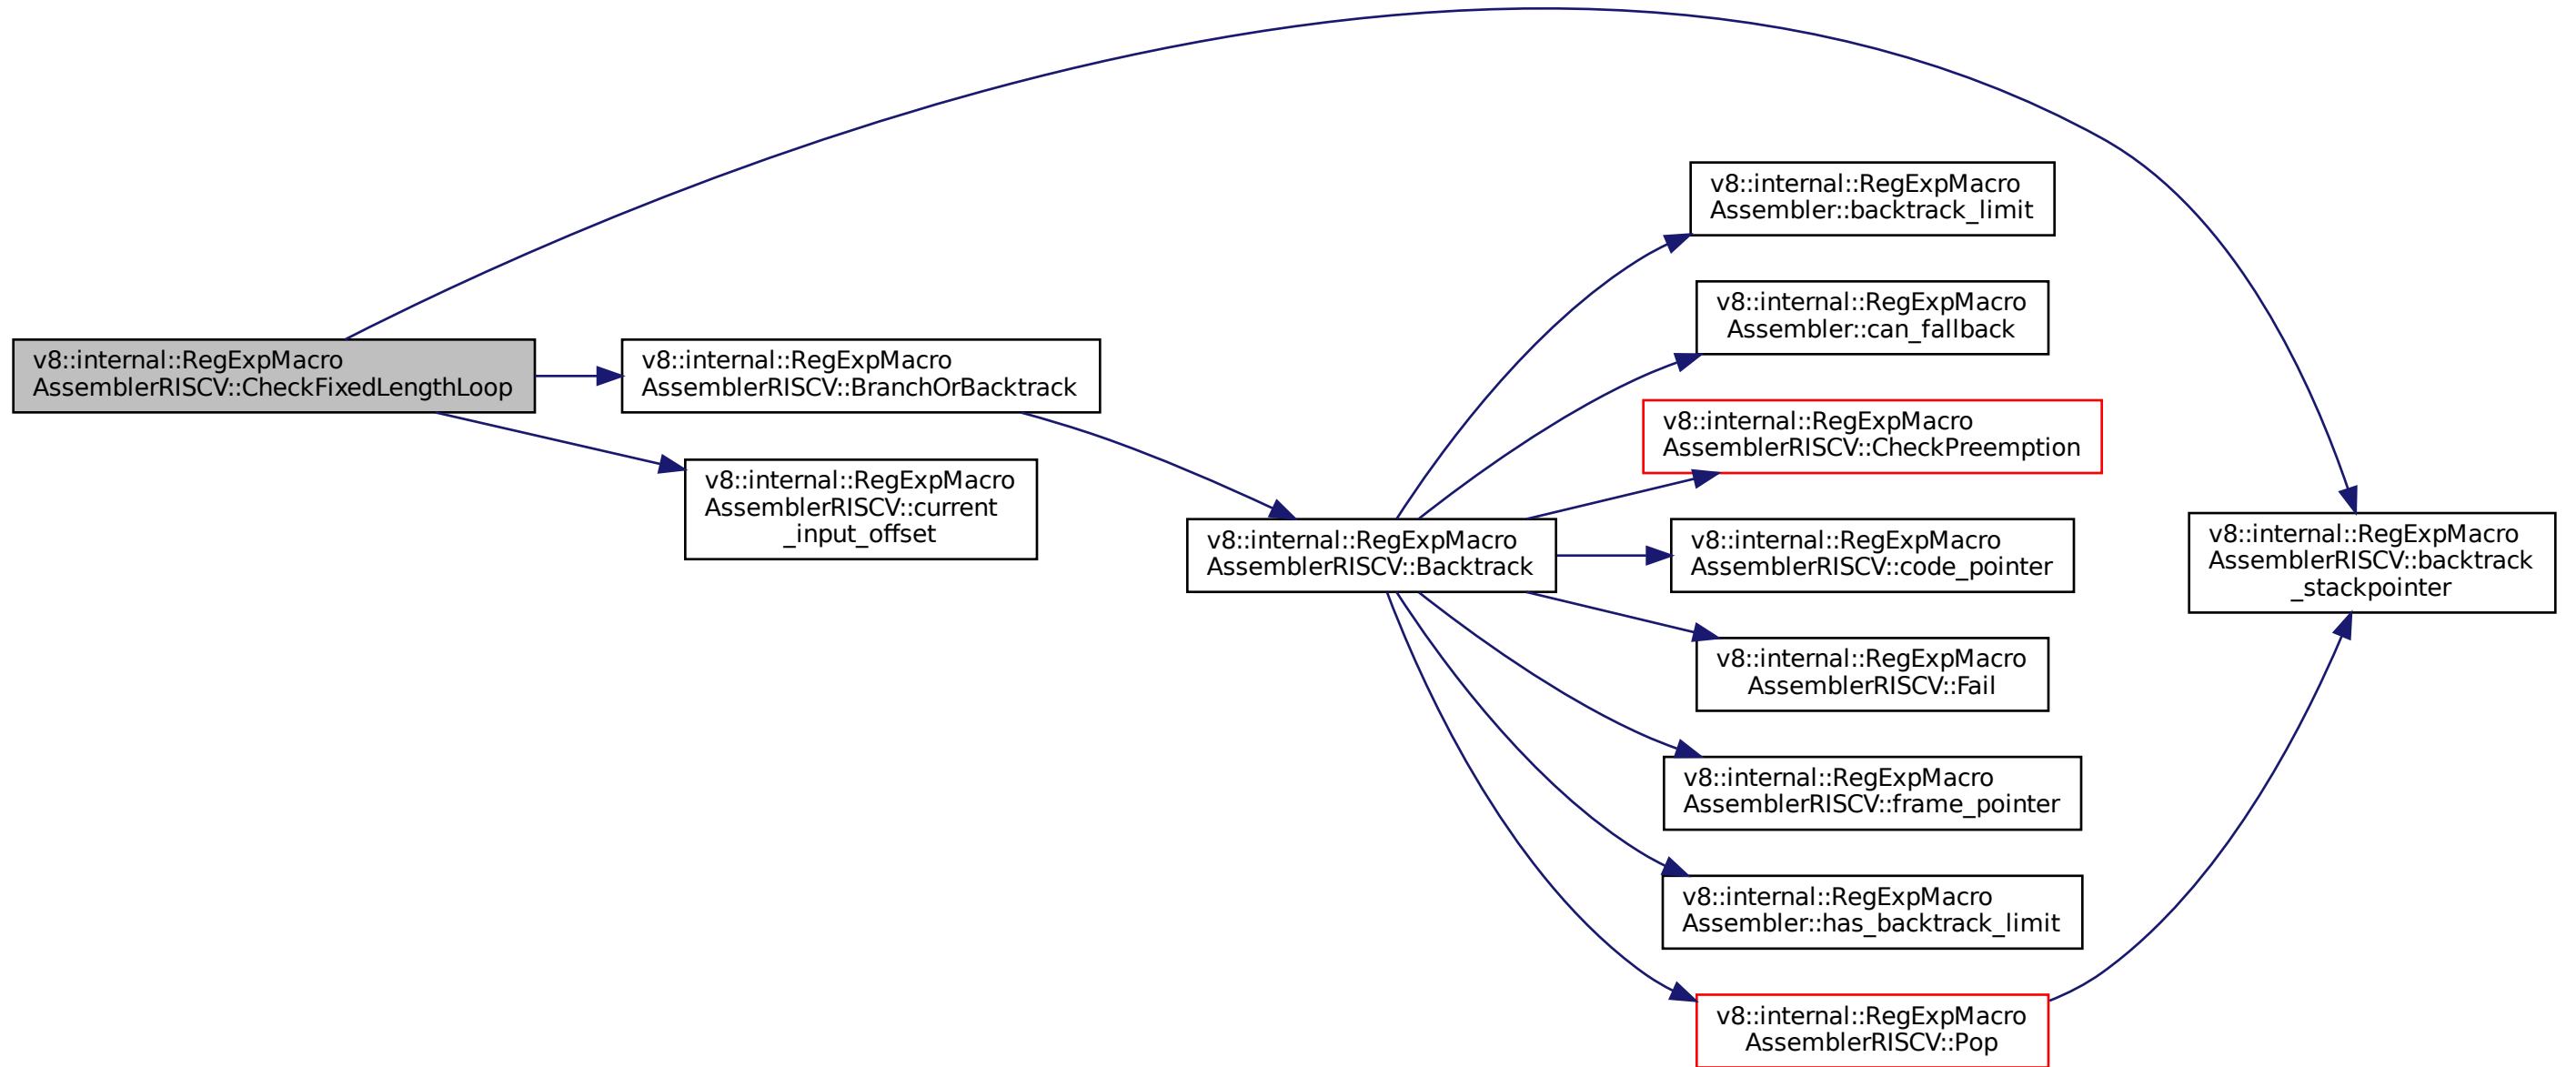 v8::internal::RegExpMacro
AssemblerRISCV::CheckFixedLengthLoop
v8::internal::RegExpMacro
AssemblerRISCV::BranchOrBacktrack
v8::internal::RegExpMacro
AssemblerRISCV::current
_input_offset
v8::internal::RegExpMacro
AssemblerRISCV::Backtrack
v8::internal::RegExpMacro
Assembler::backtrack_limit
v8::internal::RegExpMacro
Assembler::can_fallback
v8::internal::RegExpMacro
AssemblerRISCV::CheckPreemption
v8::internal::RegExpMacro
AssemblerRISCV::code_pointer
v8::internal::RegExpMacro
AssemblerRISCV::Fail
v8::internal::RegExpMacro
AssemblerRISCV::frame_pointer
v8::internal::RegExpMacro
Assembler::has_backtrack_limit
v8::internal::RegExpMacro
AssemblerRISCV::Pop
v8::internal::RegExpMacro
AssemblerRISCV::backtrack
_stackpointer